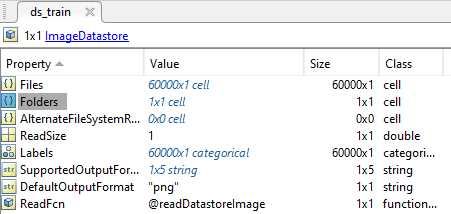 ds_train
1x1 ImageDatastore
Property Value Size Class
Files 60000x1 cell 60000x1 cell
Folders 1x1 cell 1x1 cell
AlternateFileSystemR... 0x0 cell 0x0 cell
ReadSize 1 1x1 double
Labels 60000x1 categorical 60000x1 categori...
SupportedOutputFor... 1x5 string 1x5 string
DefaultOutputFormat "png" 1x1 string
ReadFcn @readDatastoreImage 1x1 function...